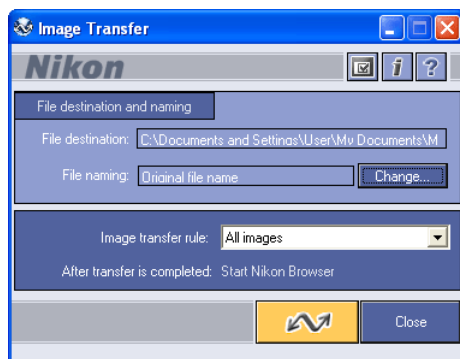 Image Transfer
Nikon
i ?
File destination and naming
File destination: C:\Documents and Settings\User\My Documents\M
File naming: Original file name Change...
Image transfer rule: All images
After transfer is completed: Start Nikon Browser
Close